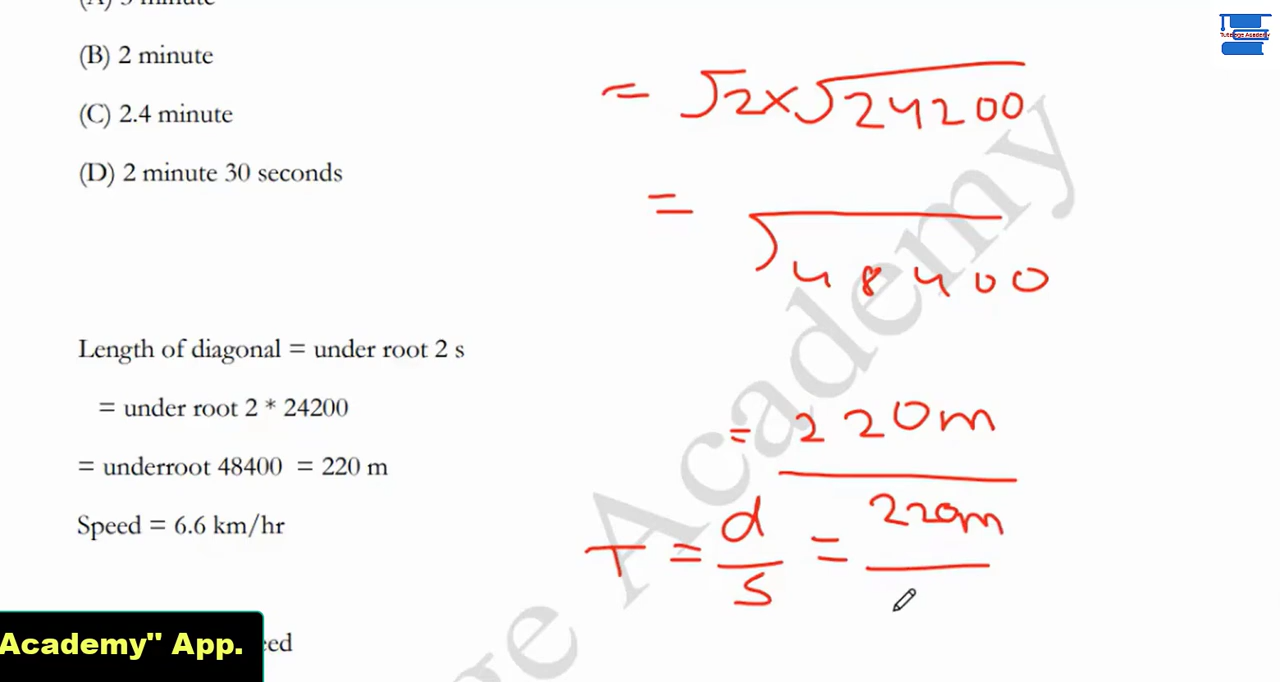 (B) 2 minute
(C) 2.4 minute
(D) 2 minute 30 seconds
Length of diagonal = under root 2 s
= under root 2 * 24200
= underroot 48400 = 220 m
Speed = 6.6 km/hr
Academy" App.
= √2 × √24200
= √48400
= 220m
T = d/s = 220m
Academy